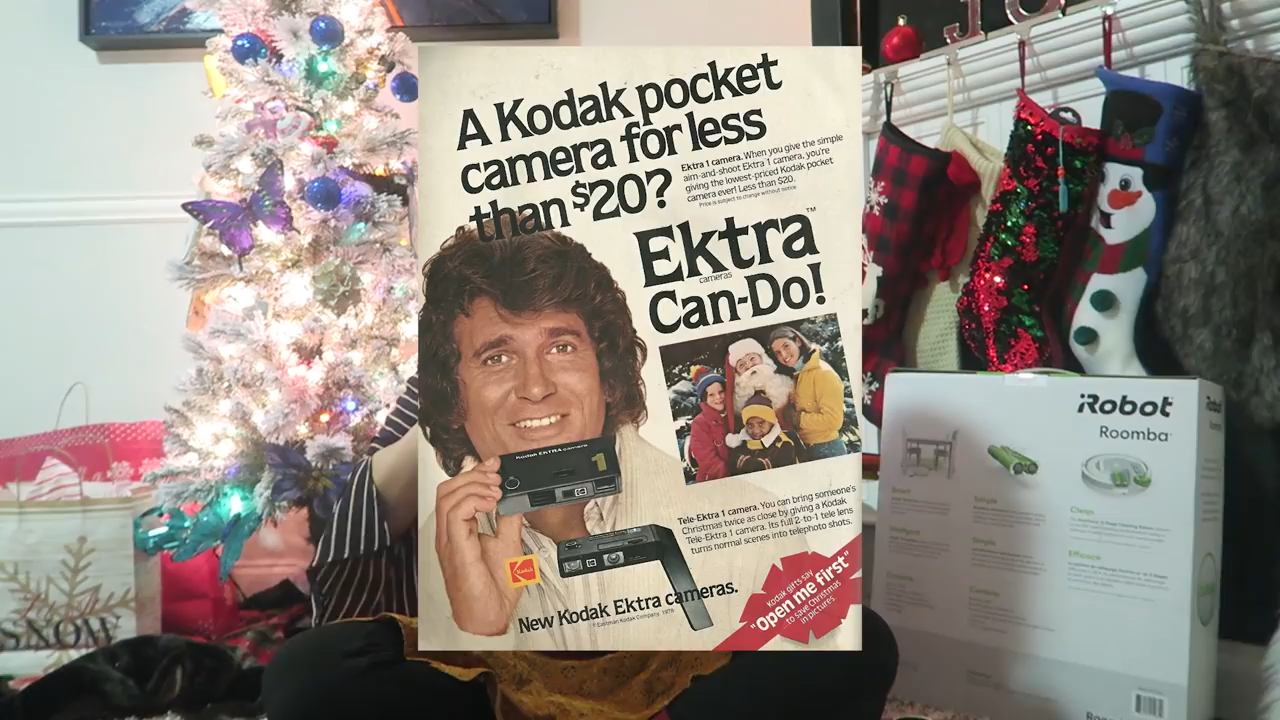 A Kodak pocket
camera for less
than $20?
Ektra 1 camera. When you give the simple
aim-and-shoot Ektra 1 camera, you're
giving the lowest-priced Kodak pocket
camera ever! Less than $20.
Price is subject to change without notice
Ektra™
cameras
Can-Do!
Kodak EKTRA camera 1
Tele-Ektra 1 camera. You can bring someone's
Christmas twice as close by giving a Kodak
Tele-Ektra 1 camera. Its full 2-to-1 tele lens
turns normal scenes into telephoto shots.
Kodak
New Kodak Ektra cameras.
© Eastman Kodak Company, 1978
Kodak gifts say
"Open me first"
to save Christmas
in pictures
JO
iRobot
Roomba
Smart
Simple
Clean
Simple
Efficace
SNOW